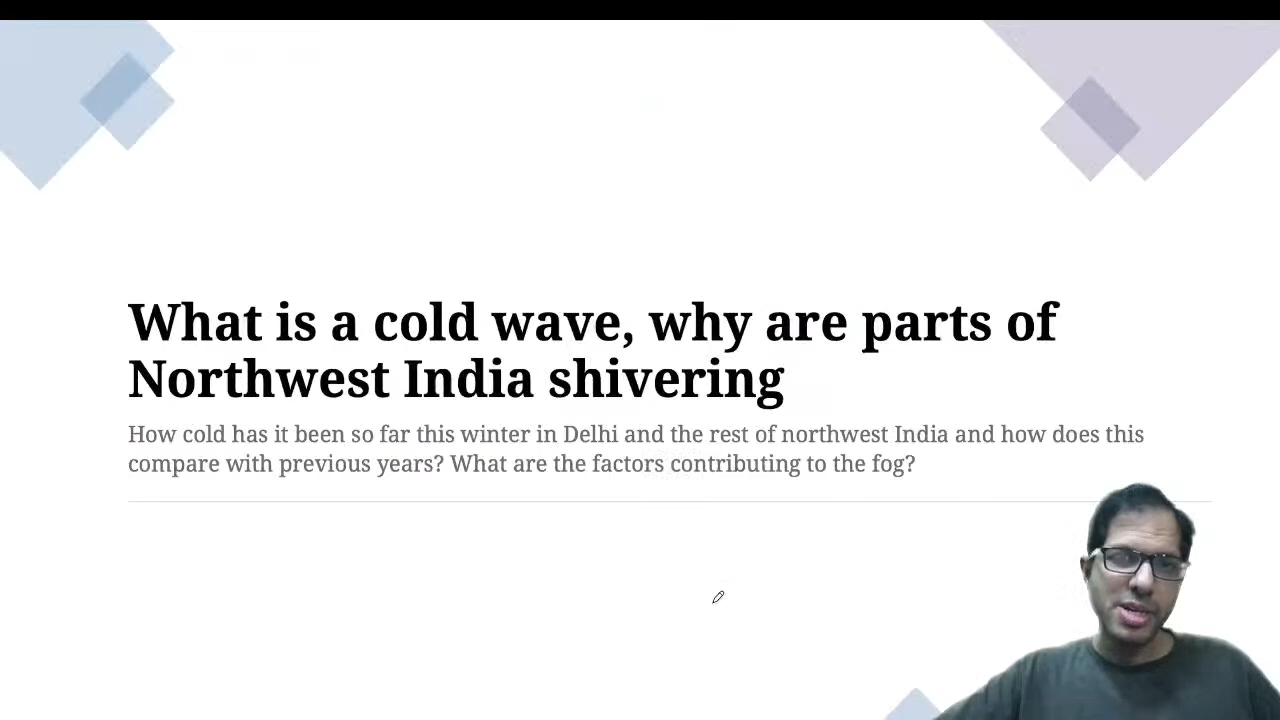 What is a cold wave, why are parts of
Northwest India shivering
How cold has it been so far this winter in Delhi and the rest of northwest India and how does this
compare with previous years? What are the factors contributing to the fog?